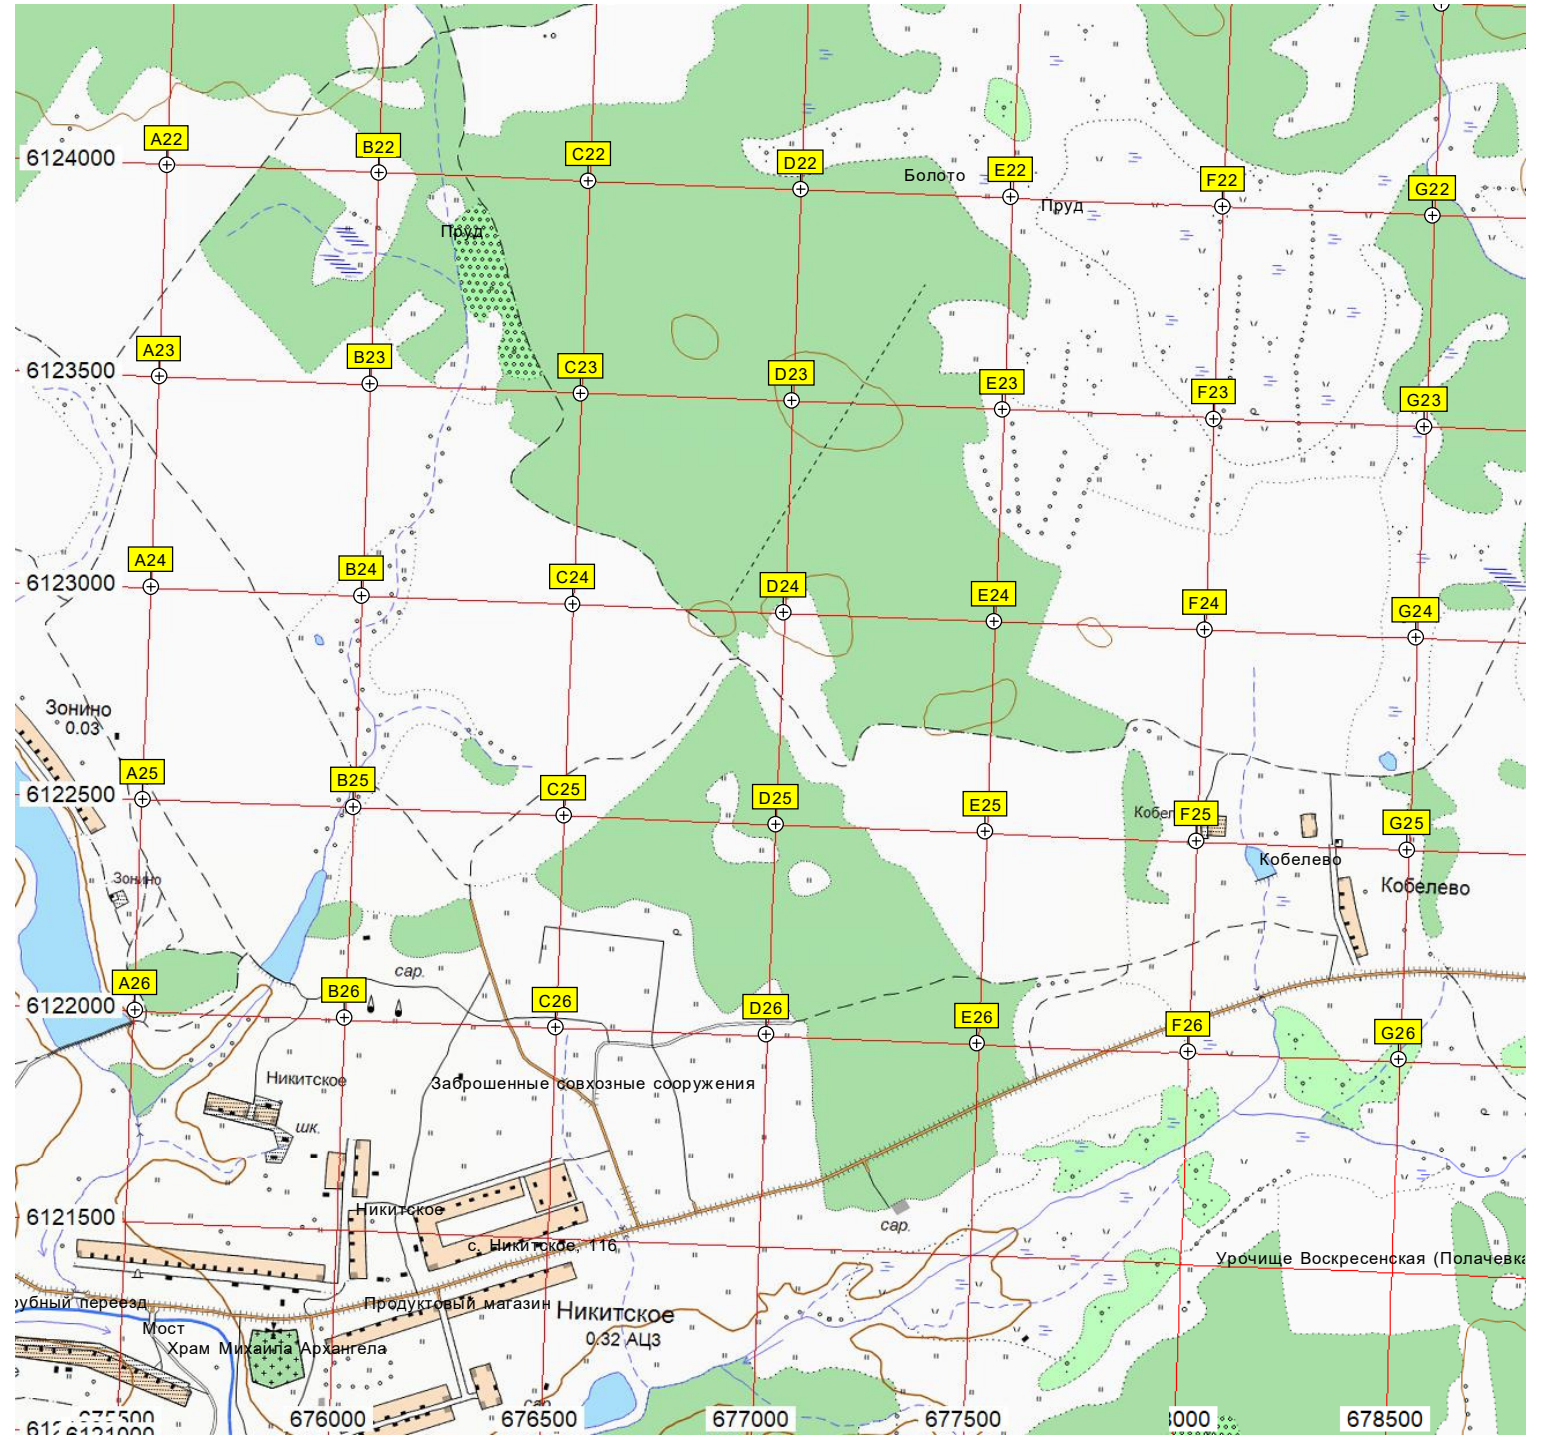 A22
B22
C22
D22
E22
F22
G22
6124000
Болото
Пруд
Пруд
A23
B23
C23
D23
E23
F23
G23
6123500
A24
B24
C24
D24
E24
F24
G24
6123000
Зонино
0.03
A25
B25
C25
D25
E25
F25
G25
6122500
Кобел
Кобелево
Кобелево
Зонино
сар.
A26
B26
C26
D26
E26
F26
G26
6122000
Никитское
Заброшенные совхозные сооружения
шк.
Никитское
сар.
6121500
с. Никитское, 116
Урочище Воскресенская (Полачевка
рубный переезд
Продуктовый магазин
Никитское
0.32 АЦЗ
Мост
Храм Михаила Архангела
676000
676500
677000
677500
3000
678500